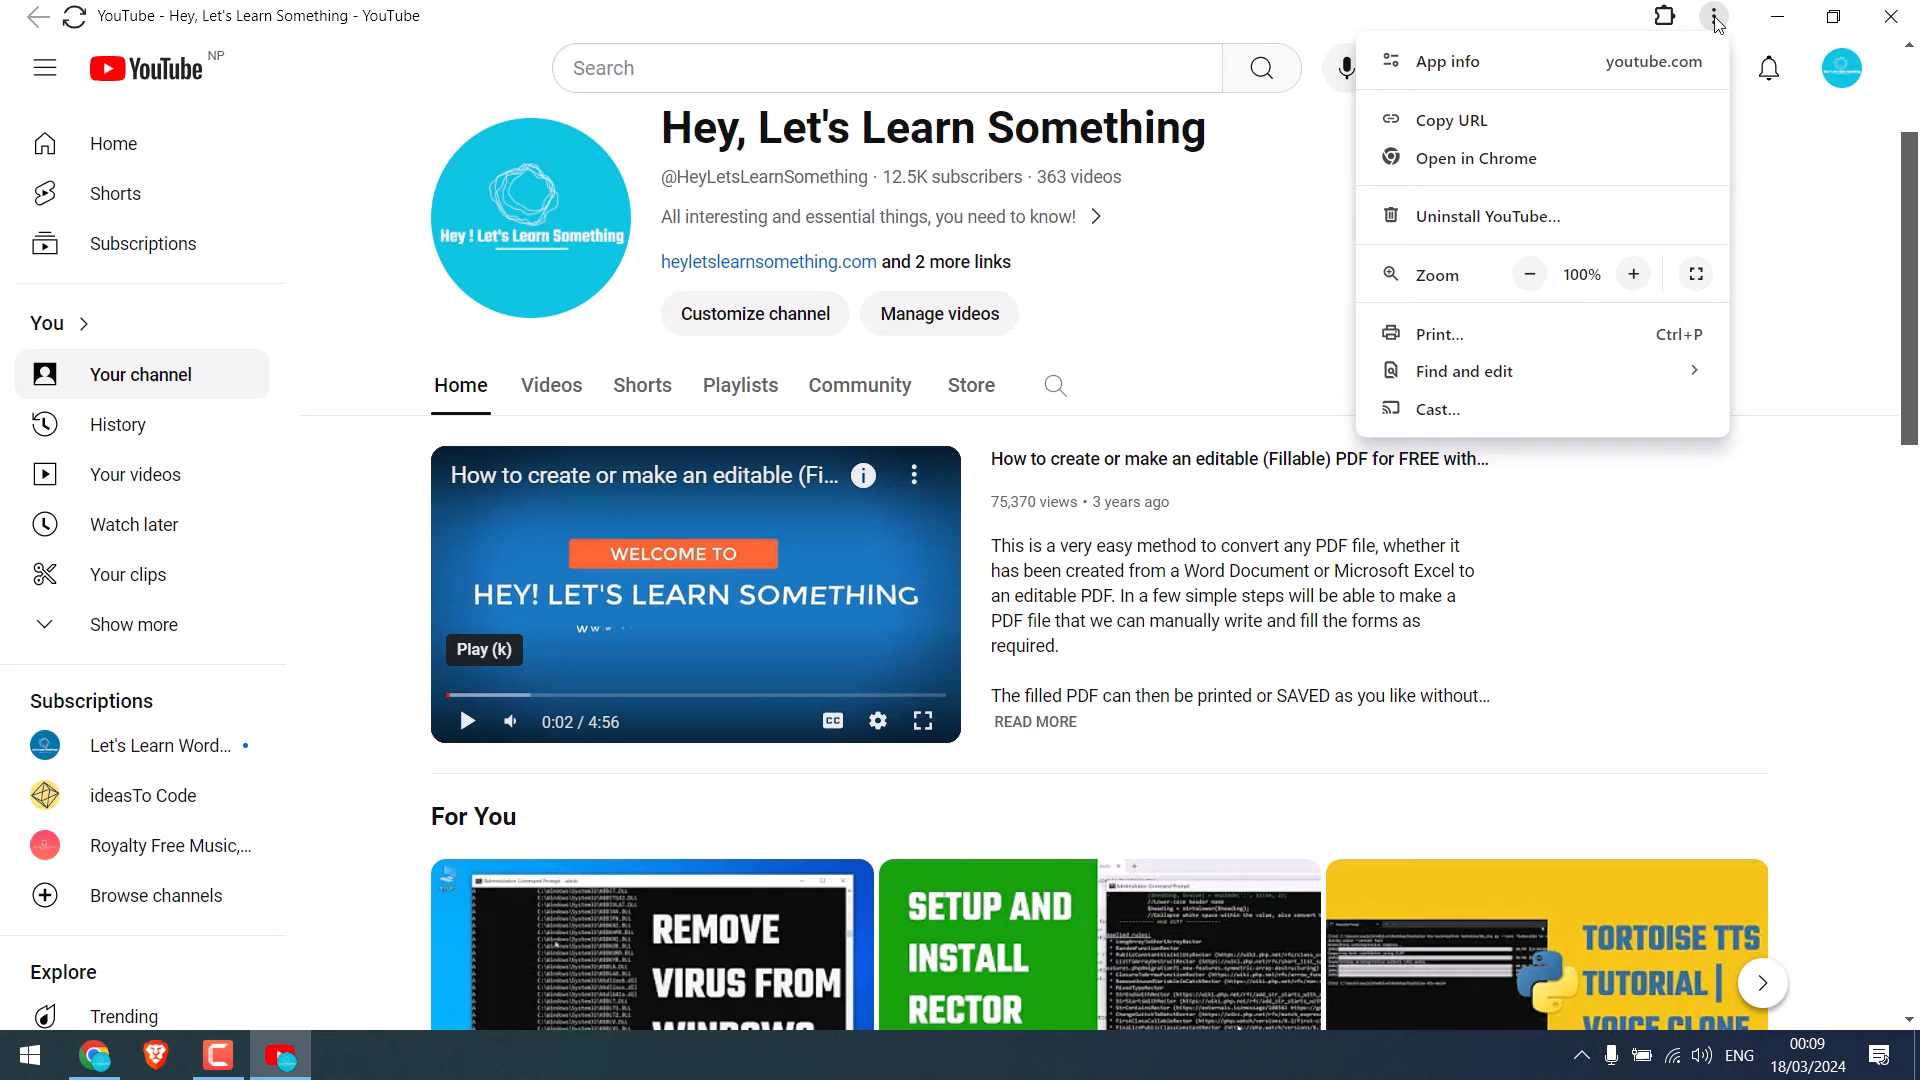 YouTube - Hey, Let's Learn Something - YouTube
YouTube NP
Search
App info youtube.com
Copy URL
Open in Chrome
Uninstall YouTube...
Zoom 100%
Print... Ctrl+P
Find and edit
Cast...
Home
Shorts
Subscriptions
You
Your channel
History
Your videos
Watch later
Your clips
Show more
Subscriptions
Let's Learn Word...
ideasTo Code
Royalty Free Music,...
Browse channels
Explore
Trending
Hey ! Let's Learn Something
Hey, Let's Learn Something
@HeyLetsLearnSomething · 12.5K subscribers · 363 videos
All interesting and essential things, you need to know!
heyletslearnsomething.com and 2 more links
Customize channel Manage videos
Home Videos Shorts Playlists Community Store
How to create or make an editable (Fi...
WELCOME TO
HEY! LET'S LEARN SOMETHING
WW
Play (k)
0:02 / 4:56
CC
How to create or make an editable (Fillable) PDF for FREE with...
75,370 views • 3 years ago
This is a very easy method to convert any PDF file, whether it
has been created from a Word Document or Microsoft Excel to
an editable PDF. In a few simple steps will be able to make a
PDF file that we can manually write and fill the forms as
required.
The filled PDF can then be printed or SAVED as you like without...
READ MORE
For You
REMOVE
VIRUS FROM
WINDOWS
SETUP AND
INSTALL
RECTOR
TORTOISE TTS
TUTORIAL |
VOICE CLONE
ENG
00:09
18/03/2024